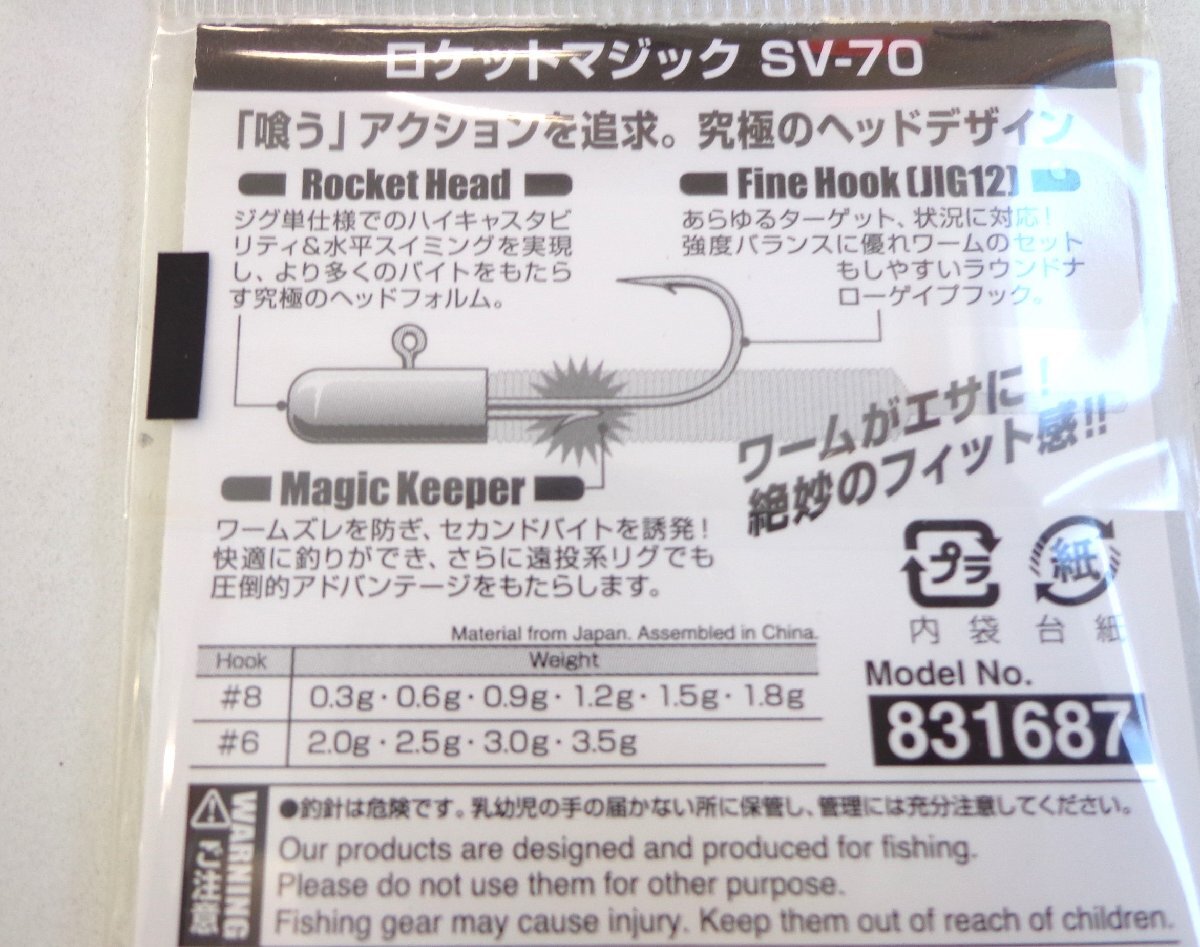 ロケットマジック SV-70
「喰う」アクションを追求。究極のヘッドデザイン
Rocket Head
ジグ単仕様でのハイキャスタビ
リティ&水平スイミングを実現
し、より多くのバイトをもたら
す究極のヘッドフォルム。
Fine Hook (JIG12)
あらゆるターゲット、状況に対応!
強度バランスに優れワームのセット
もしやすいラウンドナ
ローゲイプフック。
ワームがエサに!
絶妙のフィット感!!
Magic Keeper
ワームズレを防ぎ、セカンドバイトを誘発!
快適に釣りができ、さらに遠投系リグでも
圧倒的アドバンテージをもたらします。
プラ
内袋
紙
台紙
Material from Japan. Assembled in China.
Hook Weight
#8 0.3g・0.6g・0.9g・1.2g・1.5g・1.8g
#6 2.0g・2.5g・3.0g・3.5g
Model No.
831687
WARNING
●釣針は危険です。乳幼児の手の届かない所に保管し、管理には充分注意してください。
Our products are designed and produced for fishing.
Please do not use them for other purpose.
Fishing gear may cause injury. Keep them out of reach of children.